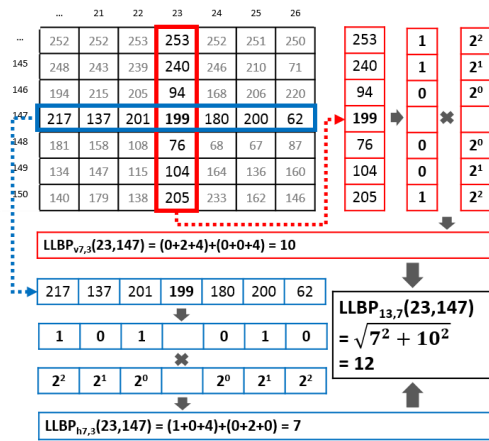 ... 21 22 23 24 25 26
... 252 252 253 253 252 251 250
145 248 243 239 240 246 210 71
146 194 215 205 94 168 206 220
147 217 137 201 199 180 200 62
148 181 158 108 76 68 67 87
149 134 147 115 104 164 136 160
150 140 179 138 205 233 162 146
253 1 2²
240 1 2¹
94 0 2⁰
199
76 0 2⁰
104 0 2¹
205 1 2²
LLBPv7,3(23,147) = (0+2+4)+(0+0+4) = 10
217 137 201 199 180 200 62
1 0 1 0 1 0
2² 2¹ 2⁰ 2⁰ 2¹ 2²
LLBP13,7(23,147)
= √7² + 10²
= 12
LLBPh7,3(23,147) = (1+0+4)+(0+2+0) = 7